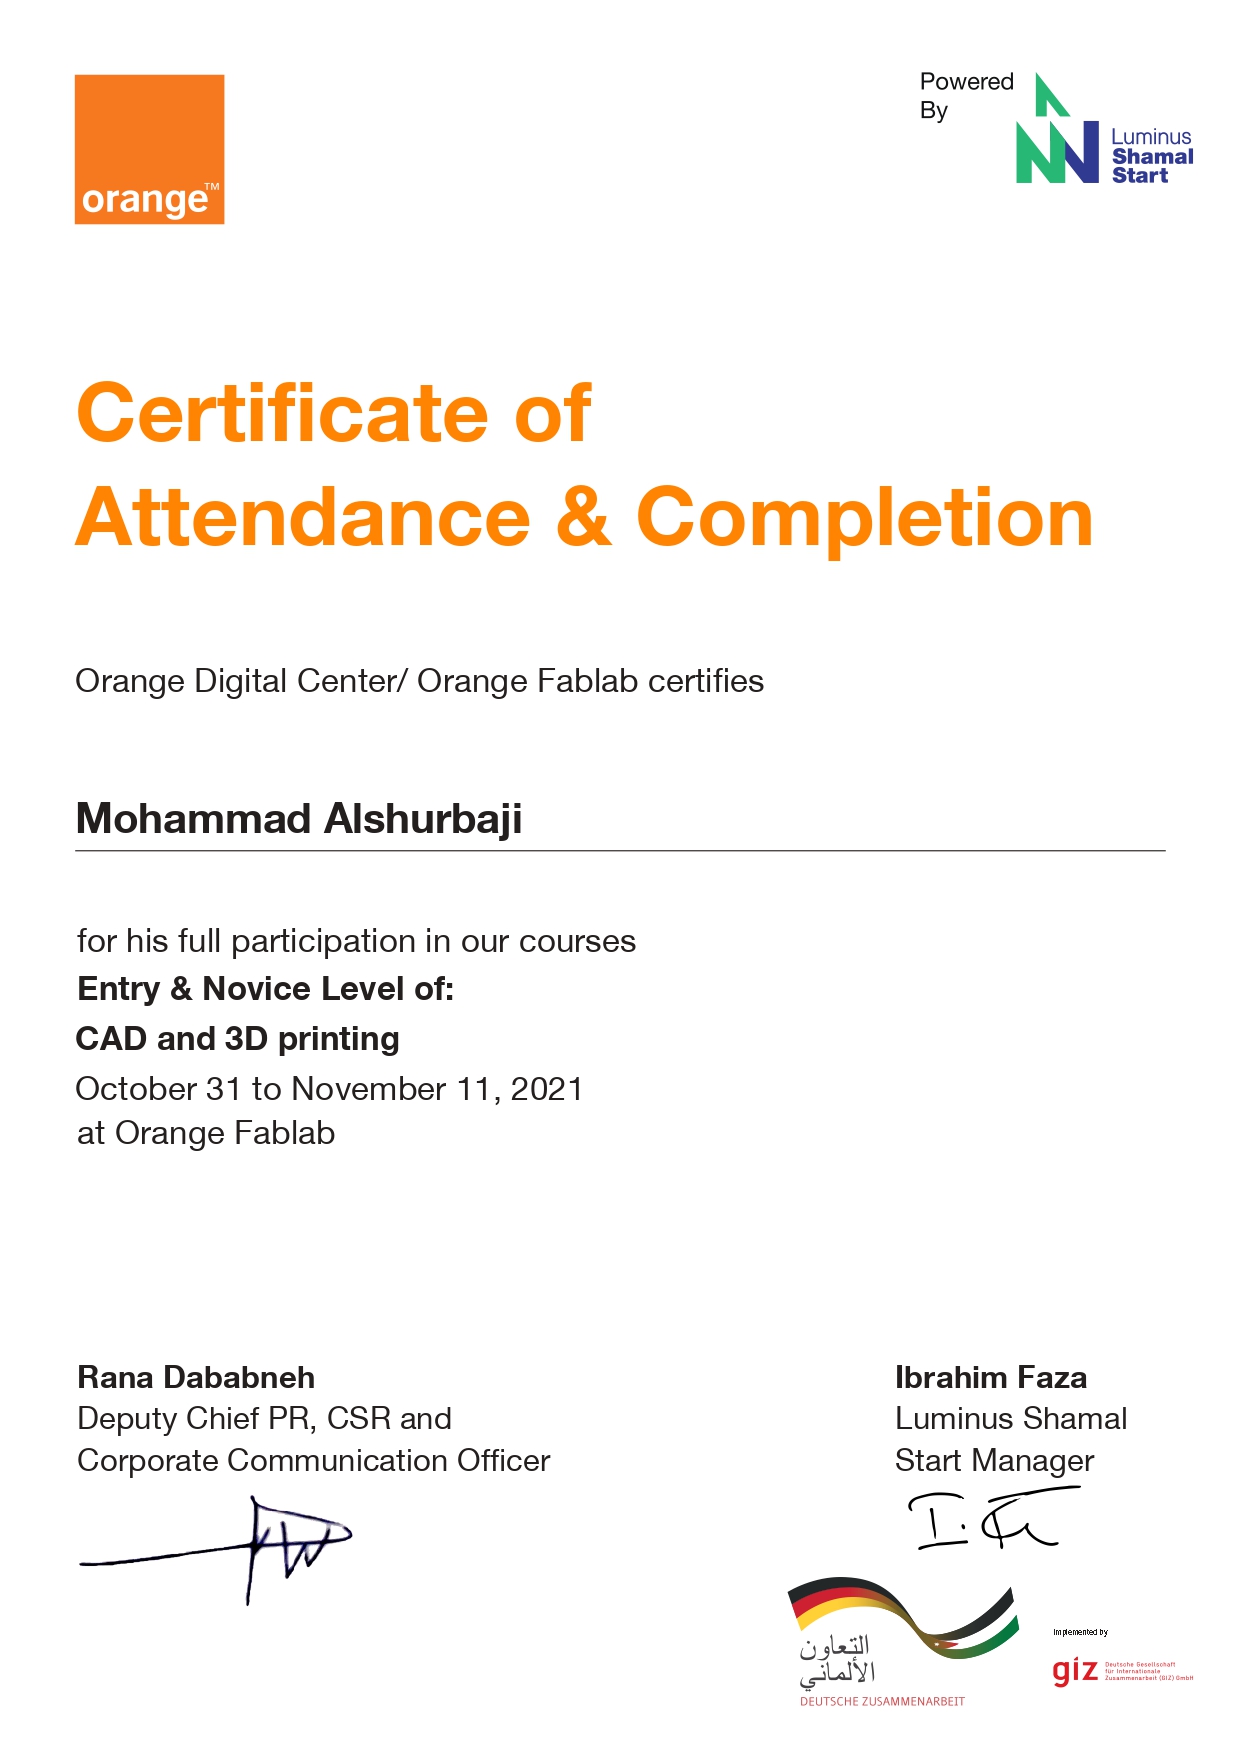 orange™
Powered
By
Luminus
Shamal
Start
Certificate of
Attendance & Completion
Orange Digital Center/ Orange Fablab certifies
Mohammad Alshurbaji
for his full participation in our courses
Entry & Novice Level of:
CAD and 3D printing
October 31 to November 11, 2021
at Orange Fablab
Rana Dababneh
Deputy Chief PR, CSR and
Corporate Communication Officer
Ibrahim Faza
Luminus Shamal
Start Manager
I. F
التعاون
الألماني
DEUTSCHE ZUSAMMENARBEIT
Implemented by
giz
Deutsche Gesellschaft
für Internationale
Zusammenarbeit (GIZ) GmbH